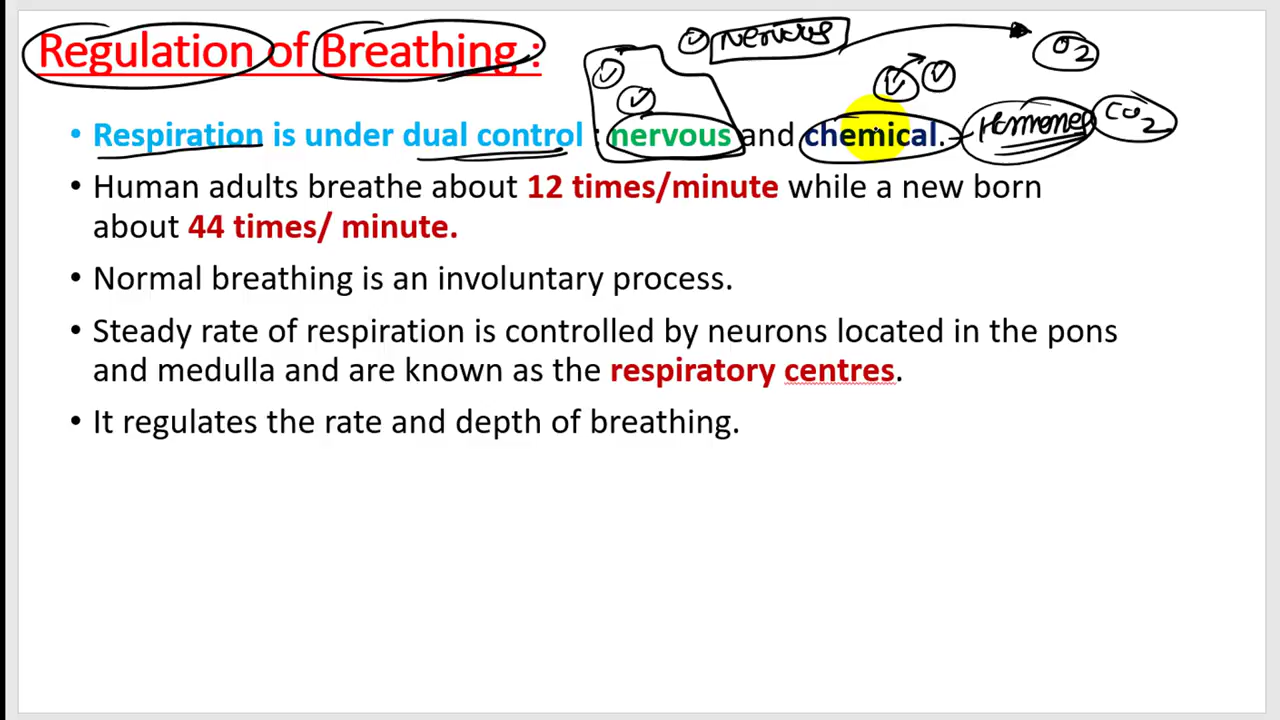 Regulation of Breathing :
nervous
O2
• Respiration is under dual control : nervous and chemical.
Hormones
CO2
• Human adults breathe about 12 times/minute while a new born
about 44 times/ minute.
• Normal breathing is an involuntary process.
• Steady rate of respiration is controlled by neurons located in the pons
and medulla and are known as the respiratory centres.
• It regulates the rate and depth of breathing.